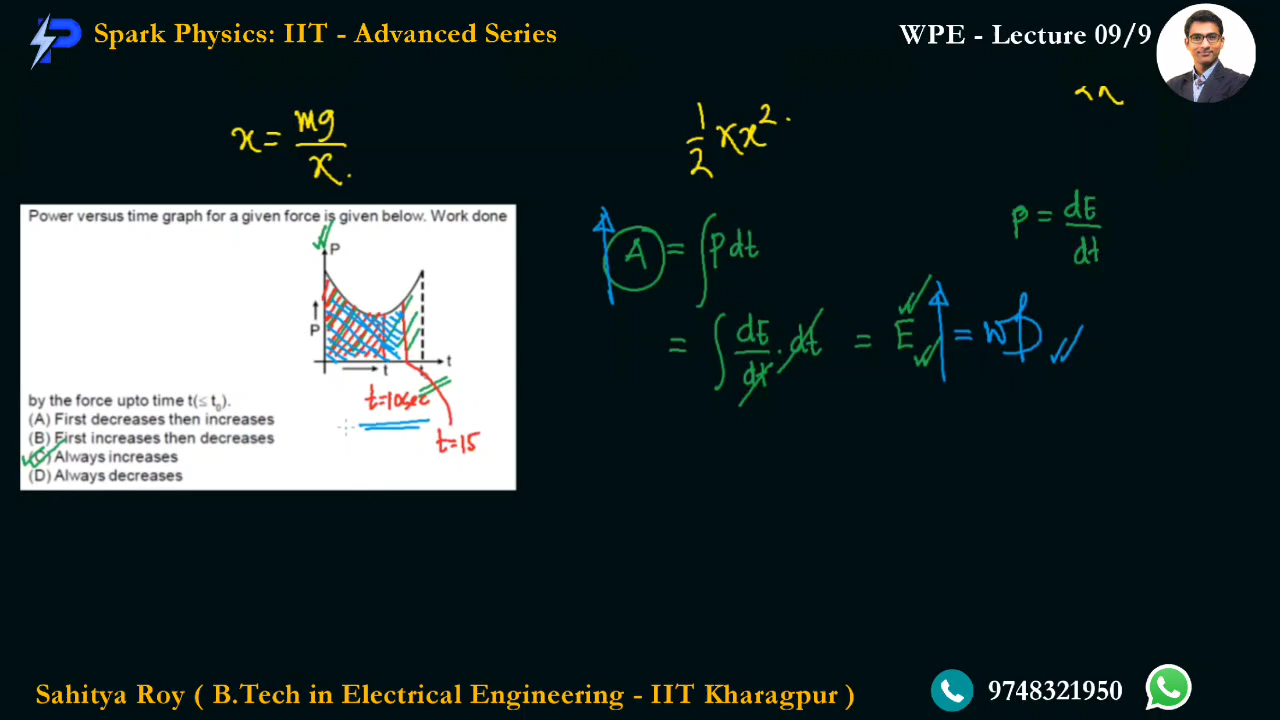 Spark Physics: IIT - Advanced Series
WPE - Lecture 09/9
x = mg / x.
1/2 Kx².
Power versus time graph for a given force is given below. Work done
P
P
t
t
by the force upto time t(≤ t₀).
(A) First decreases then increases
(B) First increases then decreases
(C) Always increases
(D) Always decreases
t=10sec
t=15
A = ∫ P dt
= ∫ dE/dt · dt = E = WD
P = dE/dt
Sahitya Roy ( B.Tech in Electrical Engineering - IIT Kharagpur )
9748321950